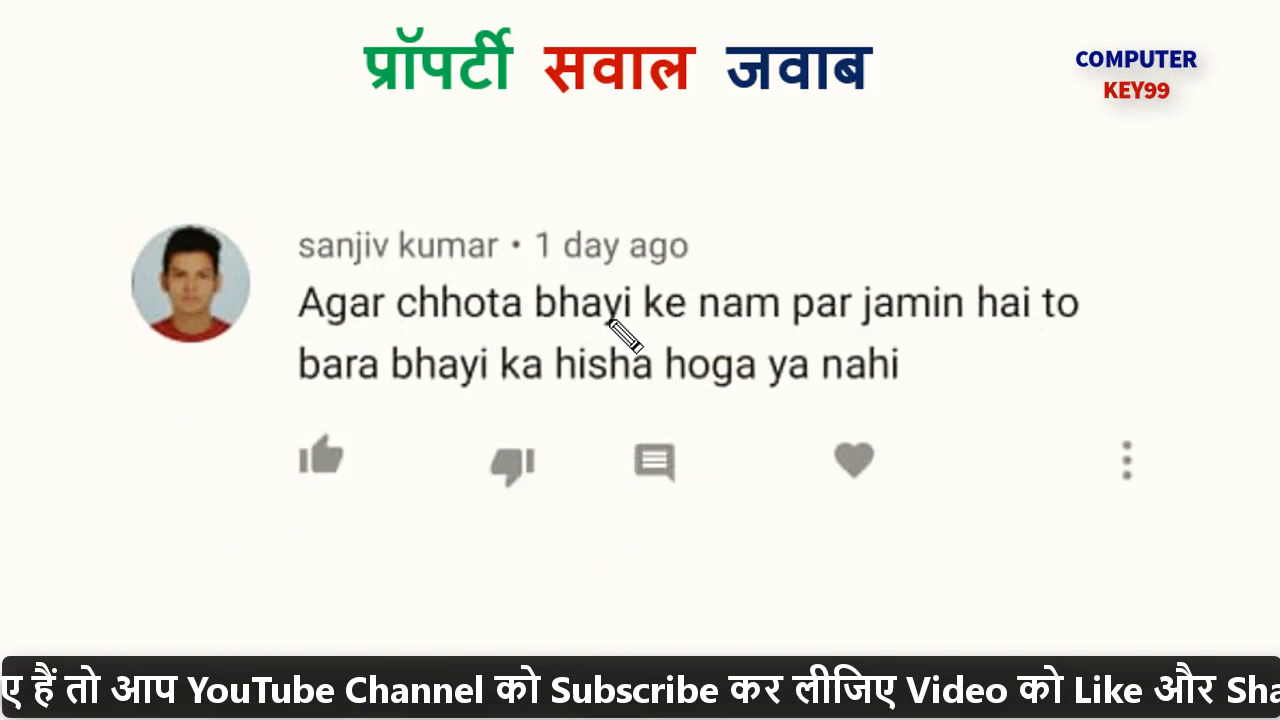 प्रॉपर्टी सवाल जवाब
COMPUTER
KEY99
sanjiv kumar • 1 day ago
Agar chhota bhayi ke nam par jamin hai to
bara bhayi ka hisha hoga ya nahi
ए हैं तो आप YouTube Channel को Subscribe कर लीजिए Video को Like और Sha